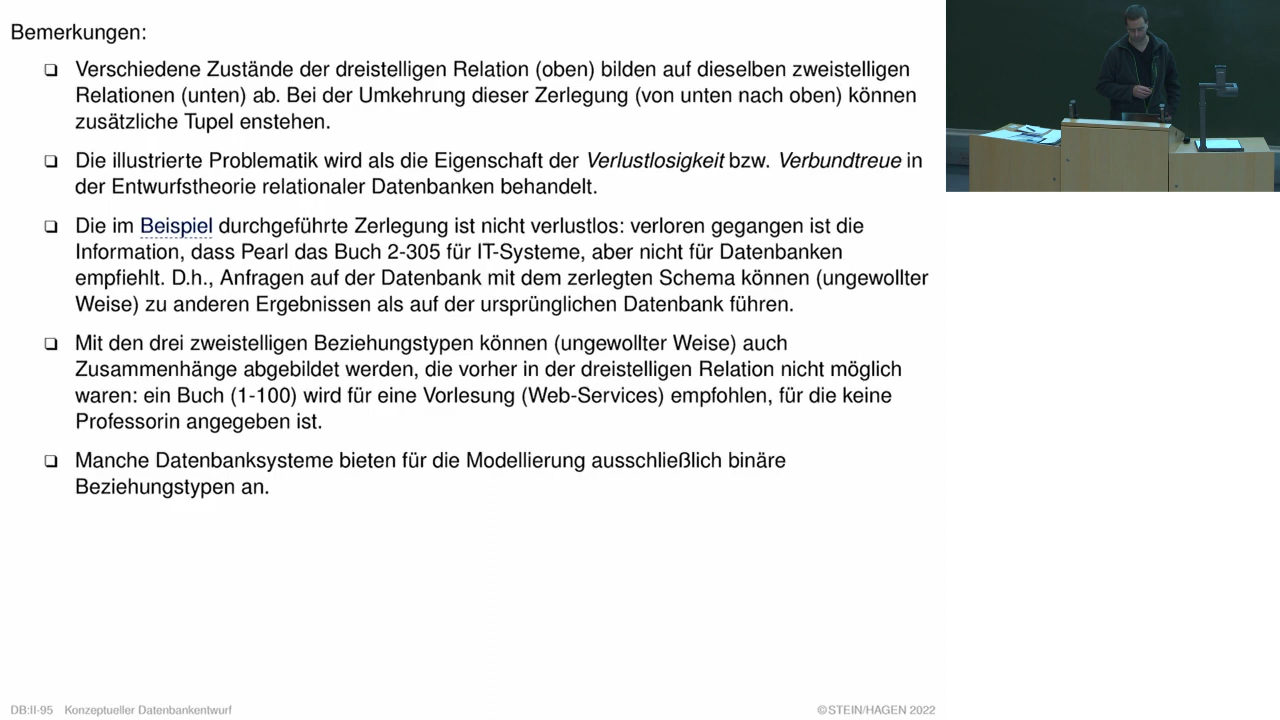 Bemerkungen:
❑ Verschiedene Zustände der dreistelligen Relation (oben) bilden auf dieselben zweistelligen
Relationen (unten) ab. Bei der Umkehrung dieser Zerlegung (von unten nach oben) können
zusätzliche Tupel enstehen.
❑ Die illustrierte Problematik wird als die Eigenschaft der Verlustlosigkeit bzw. Verbundtreue in
der Entwurfstheorie relationaler Datenbanken behandelt.
❑ Die im Beispiel durchgeführte Zerlegung ist nicht verlustlos: verloren gegangen ist die
Information, dass Pearl das Buch 2-305 für IT-Systeme, aber nicht für Datenbanken
empfiehlt. D.h., Anfragen auf der Datenbank mit dem zerlegten Schema können (ungewollter
Weise) zu anderen Ergebnissen als auf der ursprünglichen Datenbank führen.
❑ Mit den drei zweistelligen Beziehungstypen können (ungewollter Weise) auch
Zusammenhänge abgebildet werden, die vorher in der dreistelligen Relation nicht möglich
waren: ein Buch (1-100) wird für eine Vorlesung (Web-Services) empfohlen, für die keine
Professorin angegeben ist.
❑ Manche Datenbanksysteme bieten für die Modellierung ausschließlich binäre
Beziehungstypen an.
DB:II-95 Konzeptueller Datenbankentwurf
©STEIN/HAGEN 2022